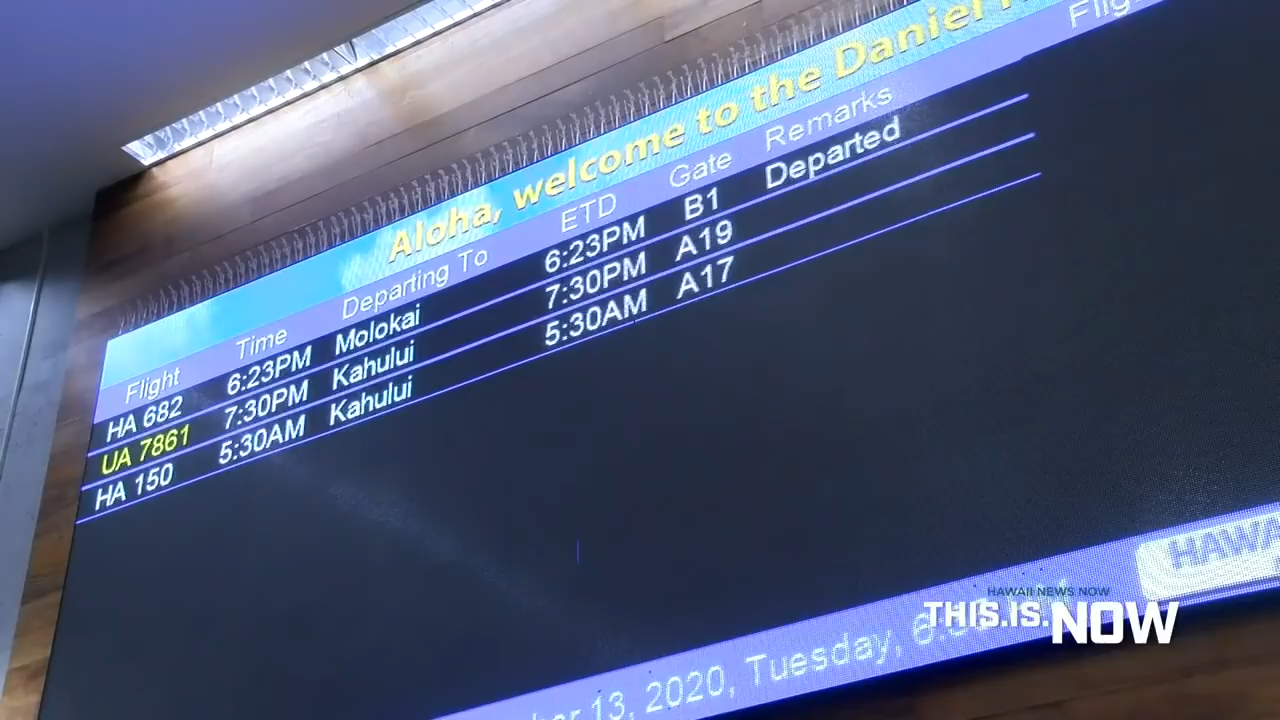 Aloha, welcome to the Daniel
Flight Time Departing To ETD Gate Remarks
HA 682 6:23PM Molokai 6:23PM B1 Departed
UA 7861 7:30PM Kahului 7:30PM A19
HA 150 5:30AM Kahului 5:30AM A17
13, 2020, Tuesday,
HAWAII NEWS NOW
THIS.IS.NOW